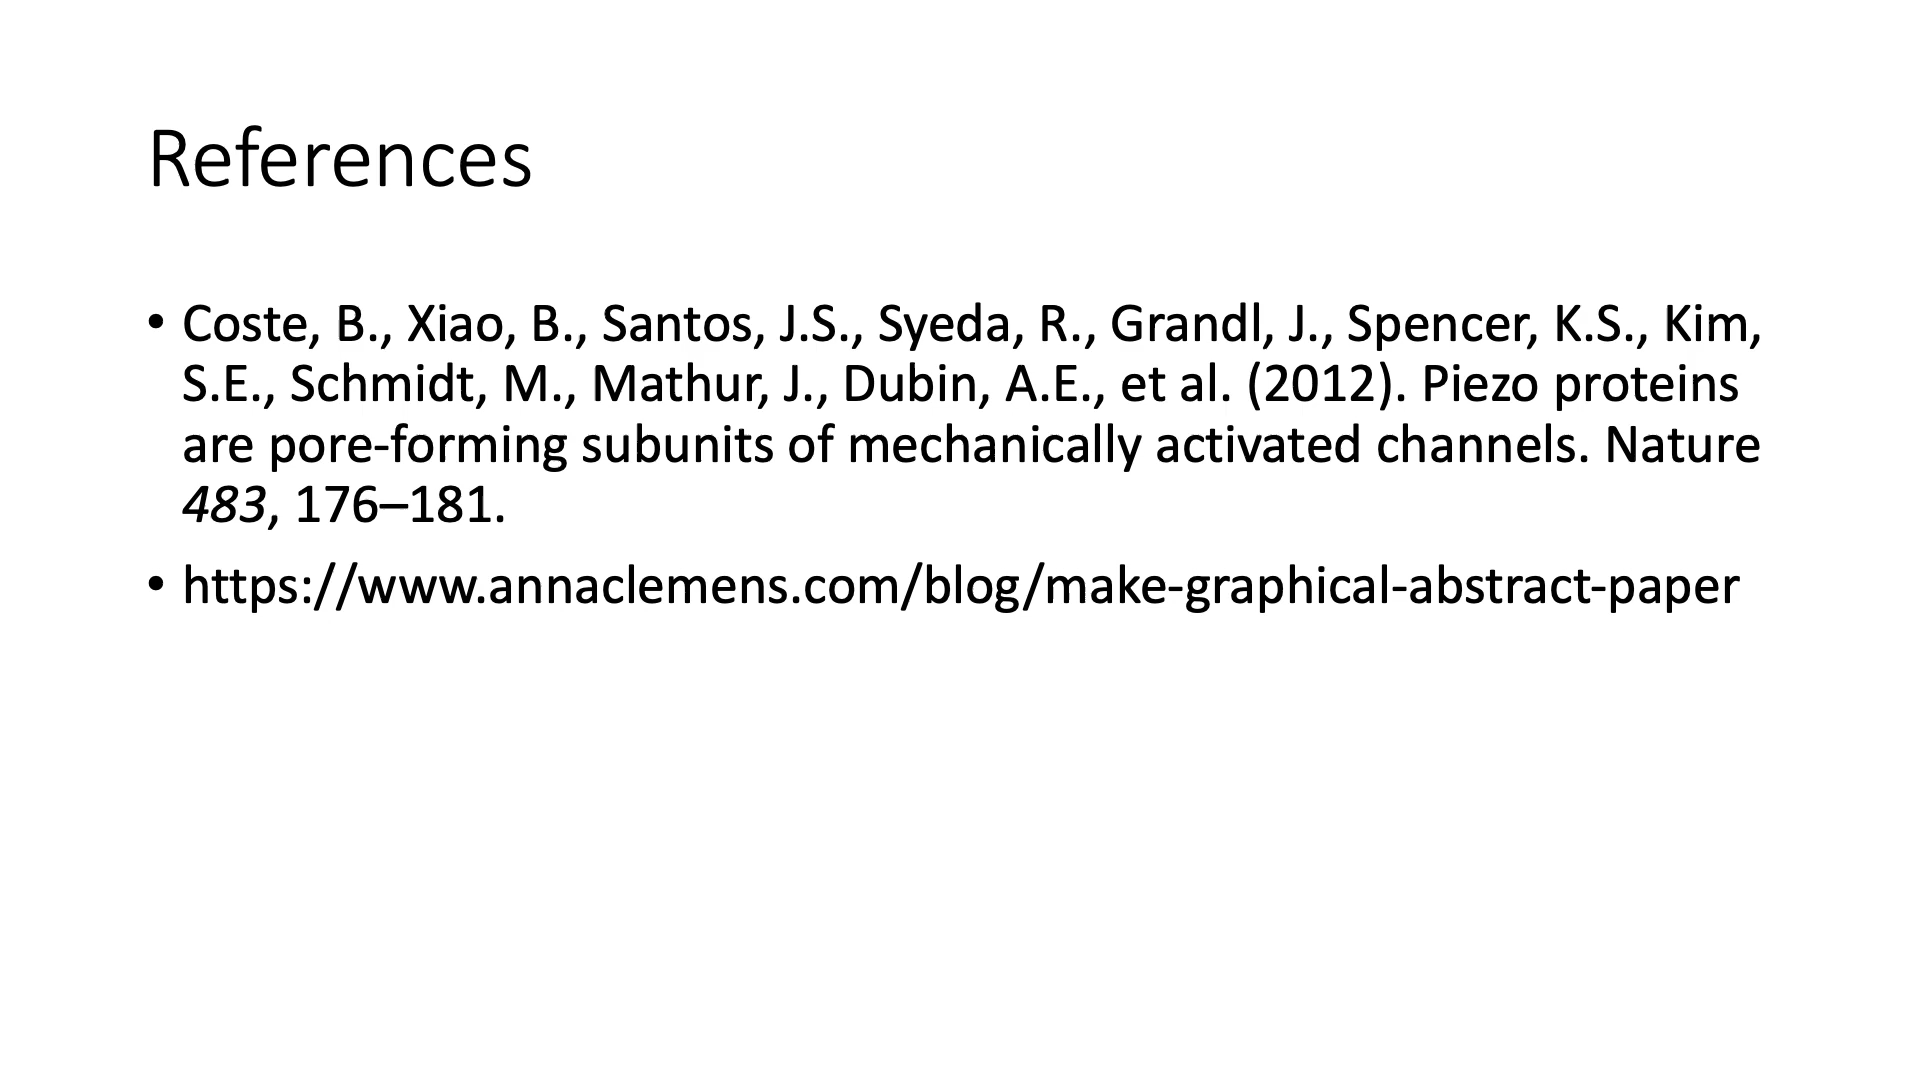 References
• Coste, B., Xiao, B., Santos, J.S., Syeda, R., Grandl, J., Spencer, K.S., Kim,
S.E., Schmidt, M., Mathur, J., Dubin, A.E., et al. (2012). Piezo proteins
are pore-forming subunits of mechanically activated channels. Nature
483, 176–181.
• https://www.annaclemens.com/blog/make-graphical-abstract-paper